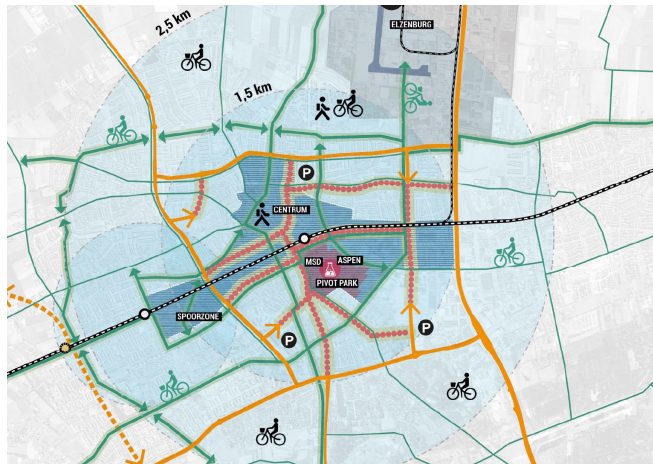 2,5 km
ELZENBURG
1,5 km
P
CENTRUM
MSD
ASPEN
PIVOT PARK
SPOORZONE
P
P